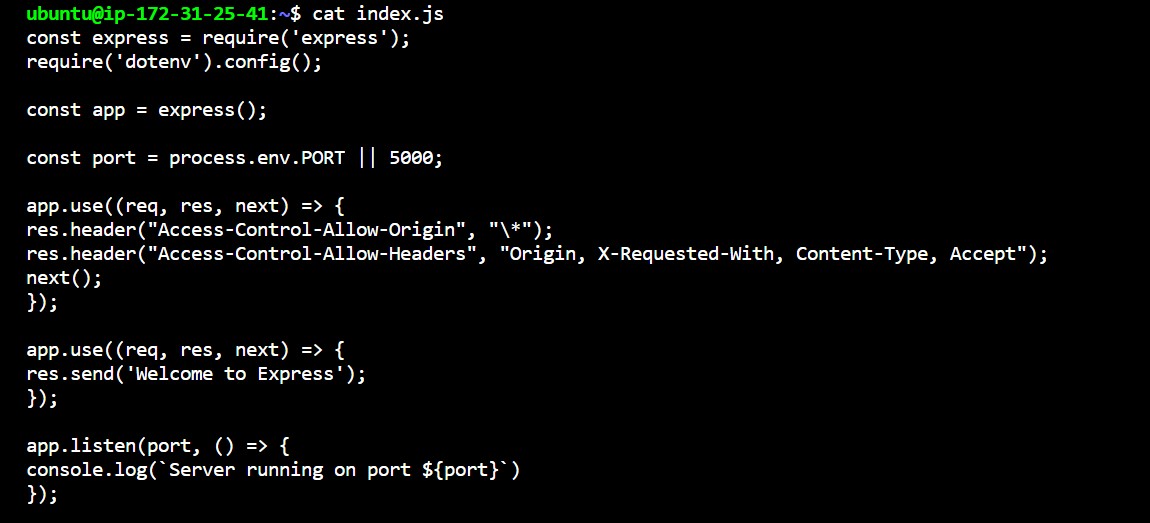 ubuntu@ip-172-31-25-41:~$ cat index.js
const express = require('express');
require('dotenv').config();
const app = express();
const port = process.env.PORT || 5000;
app.use((req, res, next) => {
res.header("Access-Control-Allow-Origin", "\*");
res.header("Access-Control-Allow-Headers", "Origin, X-Requested-With, Content-Type, Accept");
next();
});
app.use((req, res, next) => {
res.send('Welcome to Express');
});
app.listen(port, () => {
console.log(`Server running on port ${port}`)
});